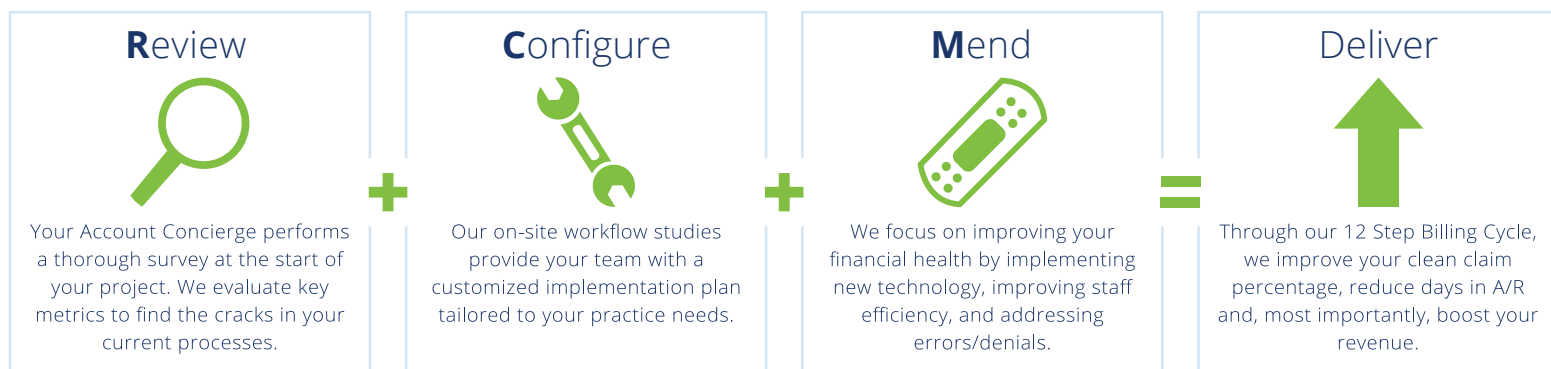 Review
Your Account Concierge performs
a thorough survey at the start of
your project. We evaluate key
metrics to find the cracks in your
current processes.
+
Configure
Our on-site workflow studies
provide your team with a
customized implementation plan
tailored to your practice needs.
+
Mend
We focus on improving your
financial health by implementing
new technology, improving staff
efficiency, and addressing
errors/denials.
=
Deliver
Through our 12 Step Billing Cycle,
we improve your clean claim
percentage, reduce days in A/R
and, most importantly, boost your
revenue.